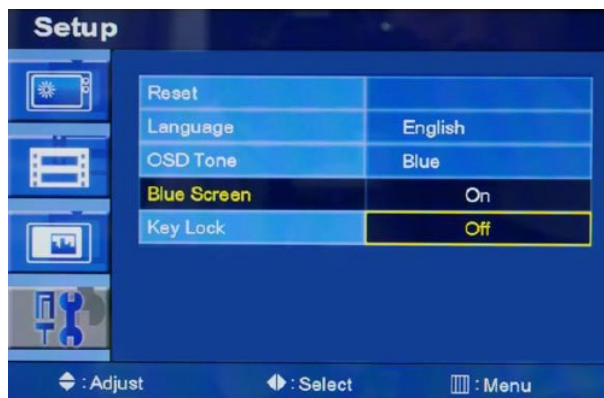 Setup
Reset
Language English
OSD Tone Blue
Blue Screen On
Key Lock Off
: Adjust : Select : Menu